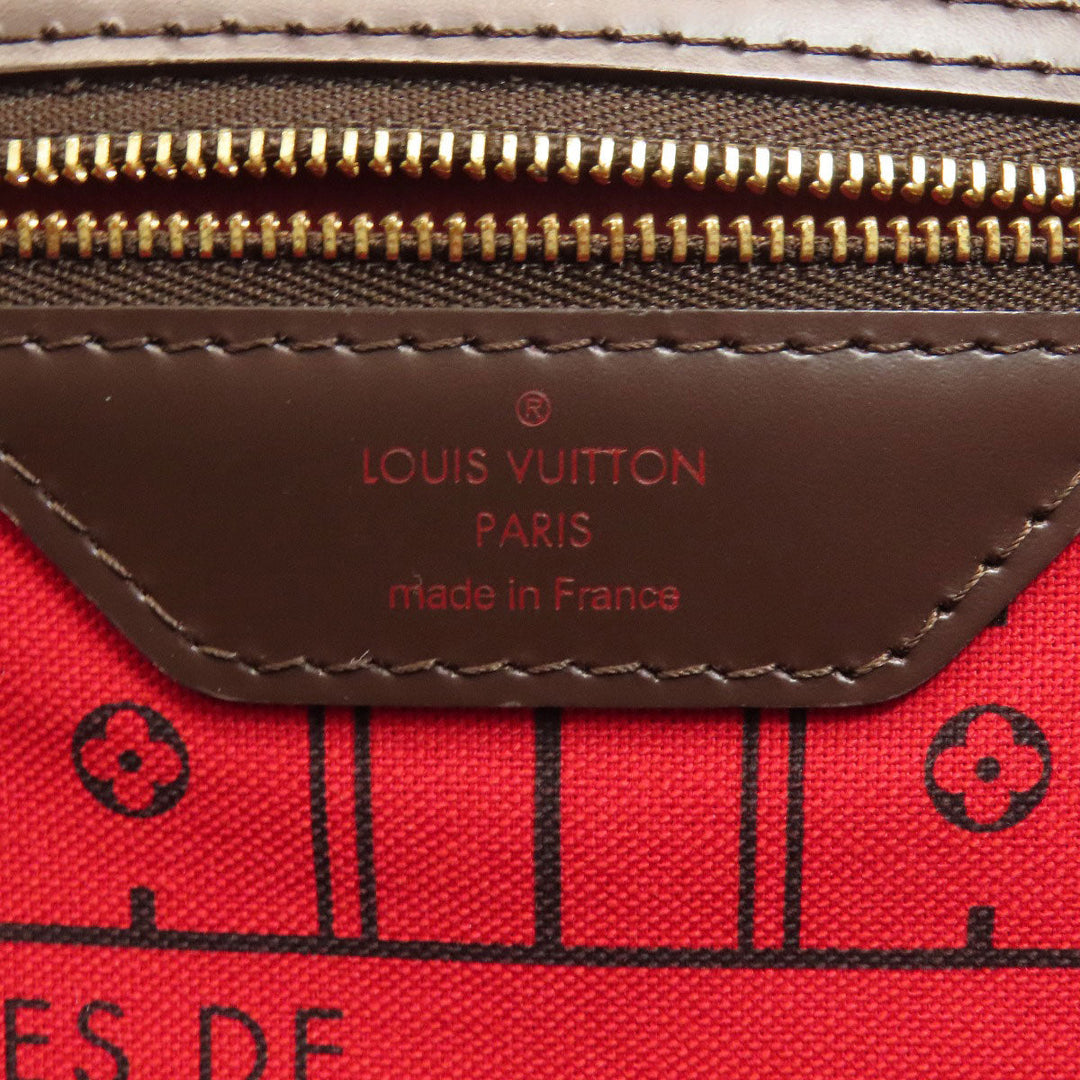 ®
LOUIS VUITTON
PARIS
made in France
ES DE